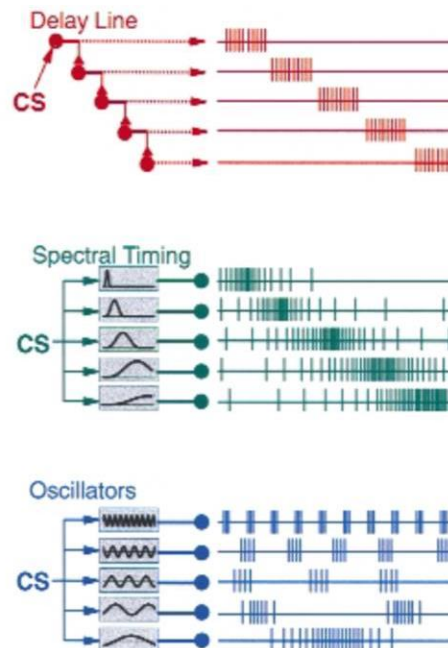 Delay Line
CS
Spectral Timing
CS
Oscillators
CS